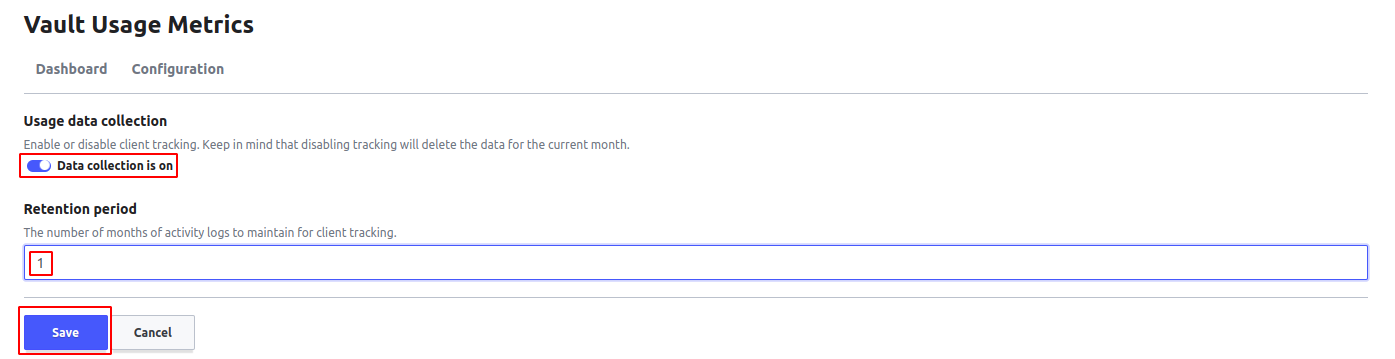 Vault Usage Metrics
Dashboard Configuration
Usage data collection
Enable or disable client tracking. Keep in mind that disabling tracking will delete the data for the current month.
Data collection is on
Retention period
The number of months of activity logs to maintain for client tracking.
1
Save Cancel